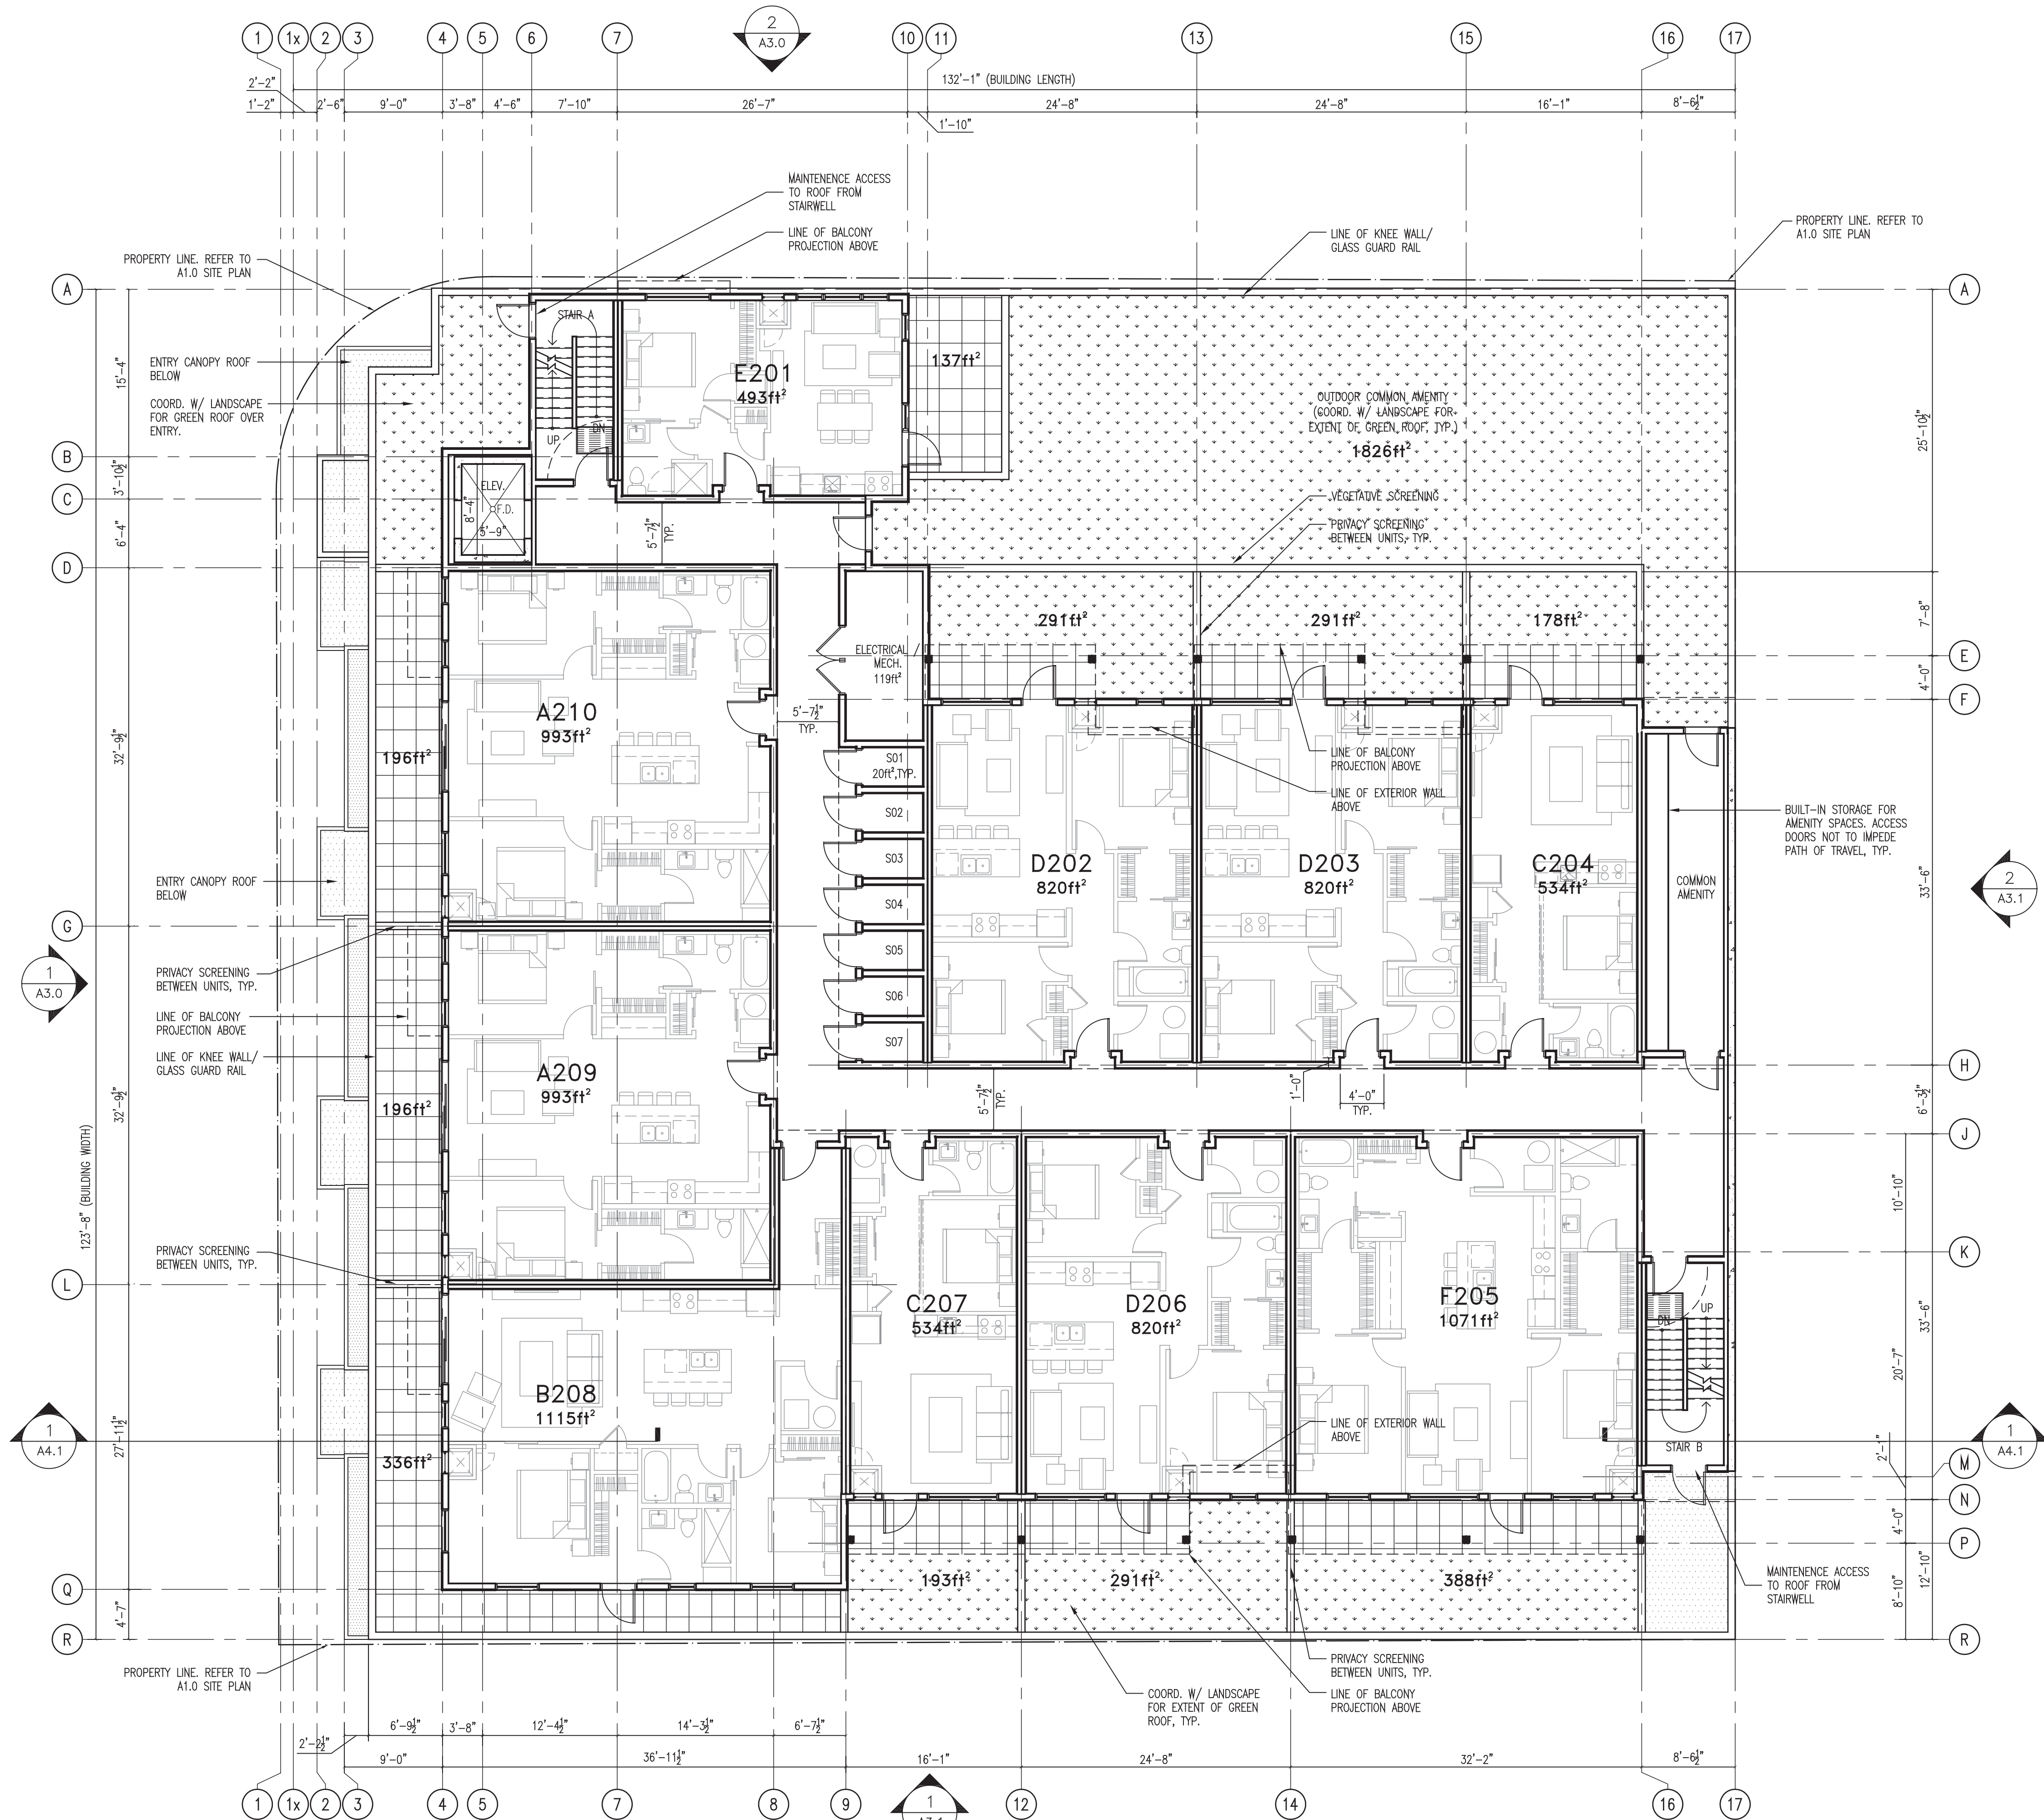 1 1x 2 3 4 5 6 7 10 11 13 15 16 17
2
A3.0
132'-1" (BUILDING LENGTH)
2'-2"
1'-2" 2'-6" 9'-0" 3'-8" 4'-6" 7'-10" 26'-7" 24'-8" 24'-8" 16'-1" 8'-6½"
1'-10"
MAINTENENCE ACCESS
TO ROOF FROM
STAIRWELL
LINE OF BALCONY
PROJECTION ABOVE
LINE OF KNEE WALL/
GLASS GUARD RAIL
PROPERTY LINE. REFER TO
A1.0 SITE PLAN
PROPERTY LINE. REFER TO
A1.0 SITE PLAN
A
A
ENTRY CANOPY ROOF
BELOW
COORD. W/ LANDSCAPE
FOR GREEN ROOF OVER
ENTRY.
15'-4"
STAIR A
UP
DN
E201
493ft²
137ft²
OUTDOOR COMMON AMENITY
(COORD. W/ LANDSCAPE FOR
EXTENT OF GREEN ROOF, TYP.)
1826ft²
25'-10½"
B
3'-10½"
C
6'-4"
D
ELEV.
8'-4"
F.D.
5'-9"
5'-7½"
TYP.
VEGETATIVE SCREENING
PRIVACY SCREENING
BETWEEN UNITS, TYP.
291ft²
291ft²
178ft²
7'-8"
E
4'-0"
F
ELECTRICAL /
MECH.
119ft²
A210
993ft²
196ft²
32'-9½"
5'-7½"
TYP.
S01
20ft²,TYP.
S02
S03
S04
S05
S06
S07
LINE OF BALCONY
PROJECTION ABOVE
LINE OF EXTERIOR WALL
ABOVE
D202
820ft²
D203
820ft²
C204
534ft²
COMMON
AMENITY
BUILT-IN STORAGE FOR
AMENITY SPACES. ACCESS
DOORS NOT TO IMPEDE
PATH OF TRAVEL, TYP.
33'-6"
2
A3.1
ENTRY CANOPY ROOF
BELOW
G
1
A3.0
PRIVACY SCREENING
BETWEEN UNITS, TYP.
LINE OF BALCONY
PROJECTION ABOVE
LINE OF KNEE WALL/
GLASS GUARD RAIL
A209
993ft²
196ft²
32'-9½"
123'-8" (BUILDING WIDTH)
5'-7½"
TYP.
1'-0"
4'-0"
TYP.
H
6'-3½"
J
10'-10"
K
PRIVACY SCREENING
BETWEEN UNITS, TYP.
L
C207
534ft²
D206
820ft²
F205
1071ft²
UP
DN
33'-6"
20'-7"
B208
1115ft²
336ft²
27'-11½"
1
A4.1
LINE OF EXTERIOR WALL
ABOVE
STAIR B
1
A4.1
M
N
4'-0"
P
193ft²
291ft²
388ft²
MAINTENENCE ACCESS
TO ROOF FROM
STAIRWELL
8'-10"
12'-10"
Q
4'-7"
R
R
PROPERTY LINE. REFER TO
A1.0 SITE PLAN
PRIVACY SCREENING
BETWEEN UNITS, TYP.
LINE OF BALCONY
PROJECTION ABOVE
COORD. W/ LANDSCAPE
FOR EXTENT OF GREEN
ROOF, TYP.
6'-9½" 3'-8" 12'-4½" 14'-3½" 6'-7½"
2'-2½"
9'-0" 36'-11½" 16'-1" 24'-8" 32'-2" 8'-6½"
1 1x 2 3 4 5 7 8 9 12 14 16 17
1